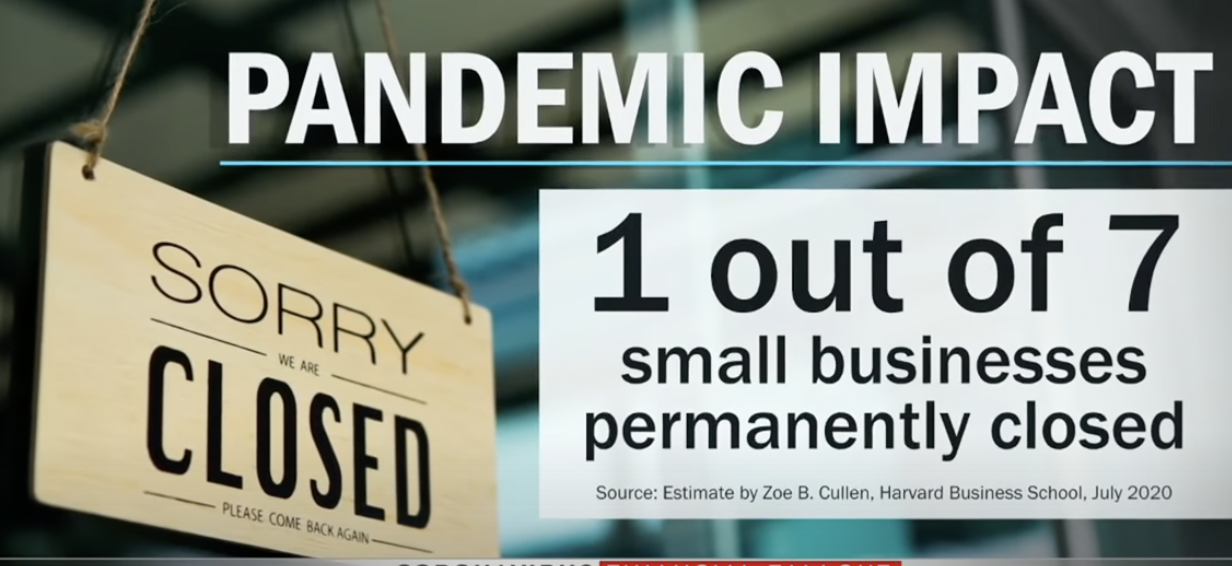 PANDEMIC IMPACT
SORRY
WE ARE
CLOSED
PLEASE COME BACK AGAIN
1 out of 7
small businesses
permanently closed
Source: Estimate by Zoe B. Cullen, Harvard Business School, July 2020